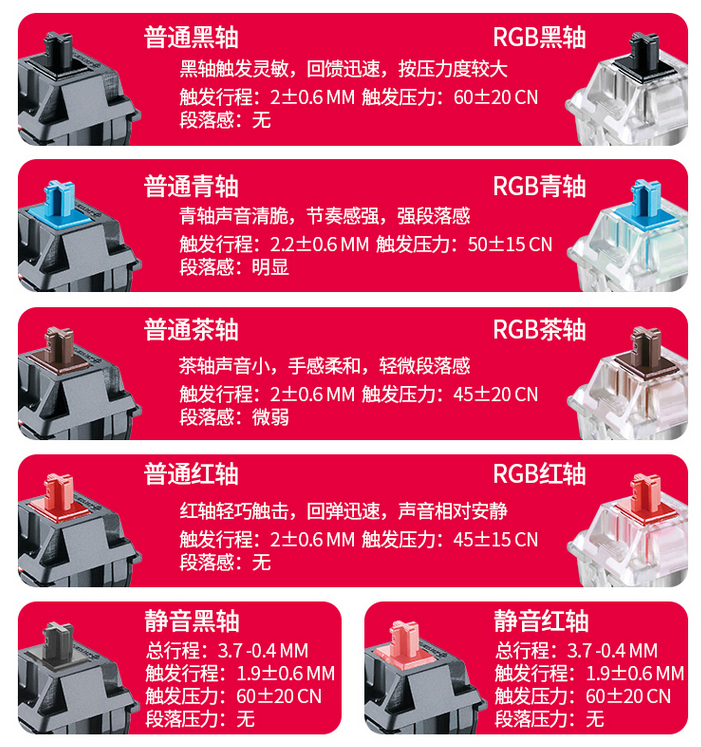 普通黑轴 RGB黑轴
黑轴触发灵敏，回馈迅速，按压力度较大
触发行程：2±0.6 MM 触发压力：60±20 CN
段落感：无
普通青轴 RGB青轴
青轴声音清脆，节奏感强，强段落感
触发行程：2.2±0.6 MM 触发压力：50±15 CN
段落感：明显
普通茶轴 RGB茶轴
茶轴声音小，手感柔和，轻微段落感
触发行程：2±0.6 MM 触发压力：45±20 CN
段落感：微弱
普通红轴 RGB红轴
红轴轻巧触击，回弹迅速，声音相对安静
触发行程：2±0.6 MM 触发压力：45±15 CN
段落感：无
静音黑轴
总行程：3.7 -0.4 MM
触发行程：1.9±0.6 MM
触发压力：60±20 CN
段落压力：无
静音红轴
总行程：3.7 -0.4 MM
触发行程：1.9±0.6 MM
触发压力：60±20 CN
段落压力：无